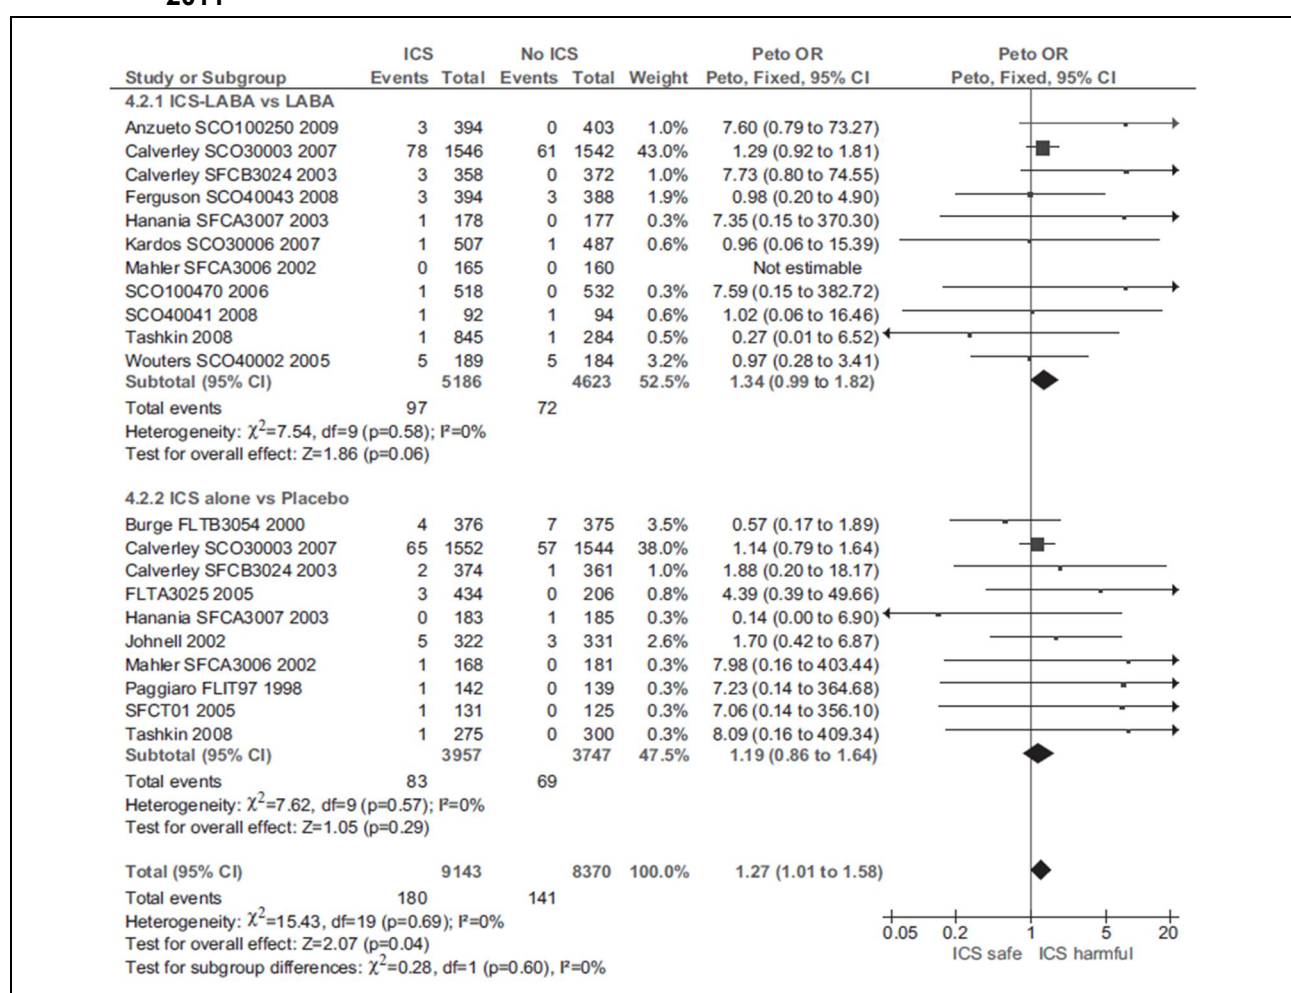 ICS No ICS Peto OR Peto OR
Study or Subgroup Events Total Events Total Weight Peto, Fixed, 95% CI Peto, Fixed, 95% CI
4.2.1 ICS-LABA vs LABA
Anzueto SCO100250 2009 3 394 0 403 1.0% 7.60 (0.79 to 73.27)
Calverley SCO30003 2007 78 1546 61 1542 43.0% 1.29 (0.92 to 1.81)
Calverley SFCB3024 2003 3 358 0 372 1.0% 7.73 (0.80 to 74.55)
Ferguson SCO40043 2008 3 394 3 388 1.9% 0.98 (0.20 to 4.90)
Hanania SFCA3007 2003 1 178 0 177 0.3% 7.35 (0.15 to 370.30)
Kardos SCO30006 2007 1 507 1 487 0.6% 0.96 (0.06 to 15.39)
Mahler SFCA3006 2002 0 165 0 160 Not estimable
SCO100470 2006 1 518 0 532 0.3% 7.59 (0.15 to 382.72)
SCO40041 2008 1 92 1 94 0.6% 1.02 (0.06 to 16.46)
Tashkin 2008 1 845 1 284 0.5% 0.27 (0.01 to 6.52)
Wouters SCO40002 2005 5 189 5 184 3.2% 0.97 (0.28 to 3.41)
Subtotal (95% CI) 5186 4623 52.5% 1.34 (0.99 to 1.82)
Total events 97 72
Heterogeneity: χ²=7.54, df=9 (p=0.58); I²=0%
Test for overall effect: Z=1.86 (p=0.06)
4.2.2 ICS alone vs Placebo
Burge FLTB3054 2000 4 376 7 375 3.5% 0.57 (0.17 to 1.89)
Calverley SCO30003 2007 65 1552 57 1544 38.0% 1.14 (0.79 to 1.64)
Calverley SFCB3024 2003 2 374 1 361 1.0% 1.88 (0.20 to 18.17)
FLTA3025 2005 3 434 0 206 0.8% 4.39 (0.39 to 49.66)
Hanania SFCA3007 2003 0 183 1 185 0.3% 0.14 (0.00 to 6.90)
Johnell 2002 5 322 3 331 2.6% 1.70 (0.42 to 6.87)
Mahler SFCA3006 2002 1 168 0 181 0.3% 7.98 (0.16 to 403.44)
Paggiaro FLIT97 1998 1 142 0 139 0.3% 7.23 (0.14 to 364.68)
SFCT01 2005 1 131 0 125 0.3% 7.06 (0.14 to 356.10)
Tashkin 2008 1 275 0 300 0.3% 8.09 (0.16 to 409.34)
Subtotal (95% CI) 3957 3747 47.5% 1.19 (0.86 to 1.64)
Total events 83 69
Heterogeneity: χ²=7.62, df=9 (p=0.57); I²=0%
Test for overall effect: Z=1.05 (p=0.29)
Total (95% CI) 9143 8370 100.0% 1.27 (1.01 to 1.58)
Total events 180 141
Heterogeneity: χ²=15.43, df=19 (p=0.69); I²=0%
Test for overall effect: Z=2.07 (p=0.04)
Test for subgroup differences: χ²=0.28, df=1 (p=0.60), I²=0%
0.05 0.2 1 5 20
ICS safe ICS harmful